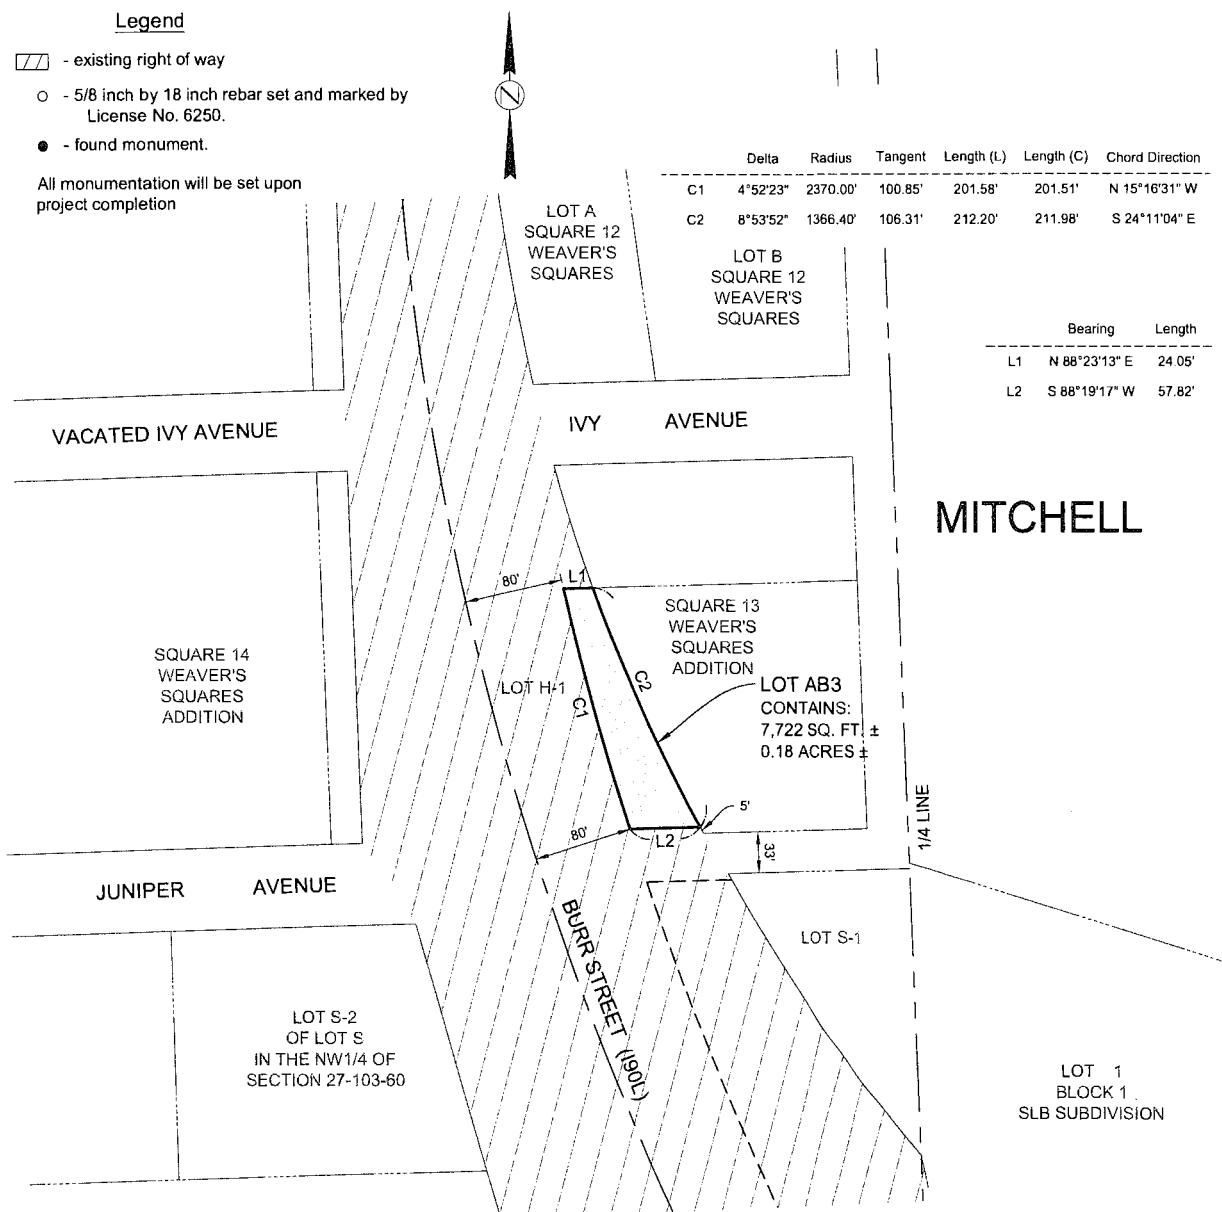 Legend
- existing right of way
- 5/8 inch by 18 inch rebar set and marked by
License No. 6250.
- found monument.
All monumentation will be set upon
project completion
N
Delta Radius Tangent Length (L) Length (C) Chord Direction
C1 4°52'23" 2370.00' 100.85' 201.58' 201.51' N 15°16'31" W
C2 8°53'52" 1366.40' 106.31' 212.20' 211.98' S 24°11'04" E
LOT A
SQUARE 12
WEAVER'S
SQUARES
LOT B
SQUARE 12
WEAVER'S
SQUARES
Bearing Length
L1 N 88°23'13" E 24.05'
L2 S 88°19'17" W 57.82'
VACATED IVY AVENUE
IVY AVENUE
MITCHELL
80'
L1
SQUARE 13
WEAVER'S
SQUARES
ADDITION
SQUARE 14
WEAVER'S
SQUARES
ADDITION
LOT H-1
C1
C2
LOT AB3
CONTAINS:
7,722 SQ. FT. ±
0.18 ACRES ±
5'
80'
L2
33'
1/4 LINE
JUNIPER AVENUE
BURR STREET (I90L)
LOT S-1
LOT S-2
OF LOT S
IN THE NW1/4 OF
SECTION 27-103-60
LOT 1
BLOCK 1
SLB SUBDIVISION